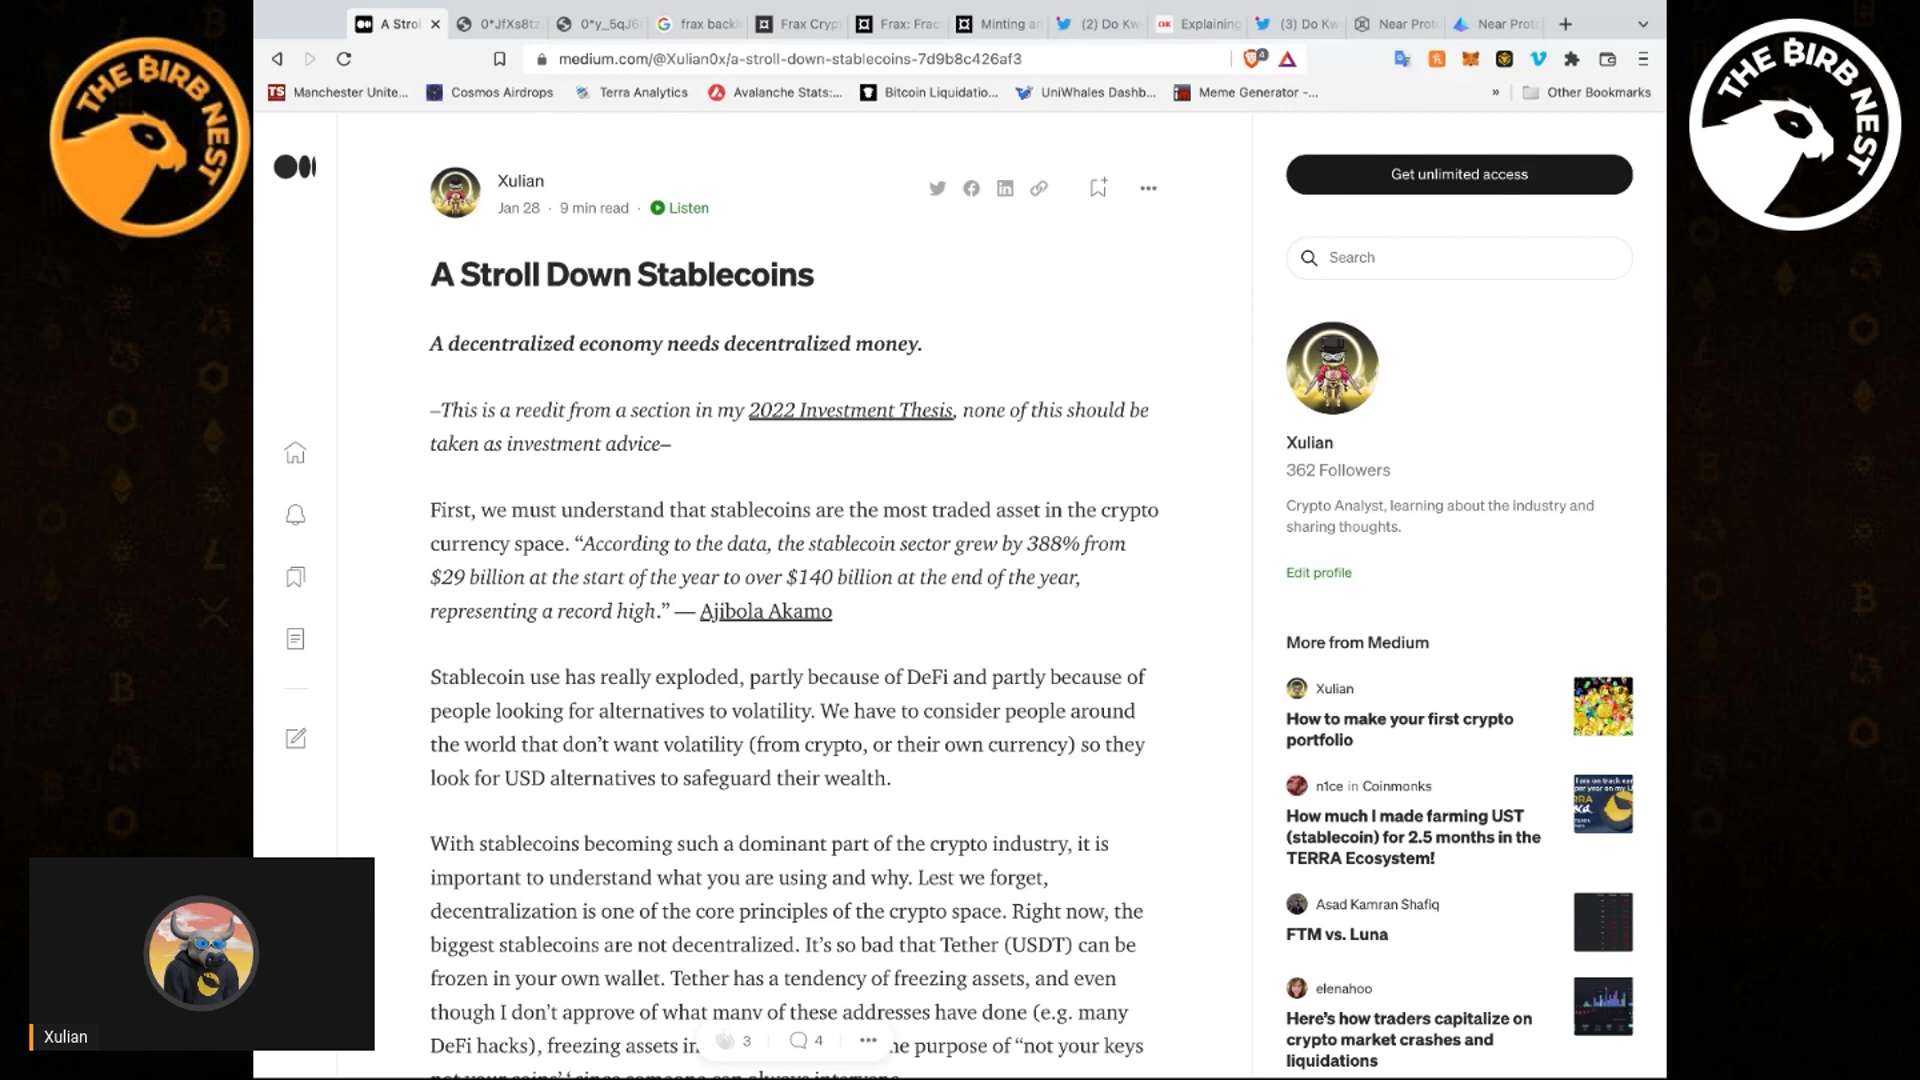 THE ₿IRB NEST
A Strol
0*JfXs8tz
0*y_5qJ6
frax backi
Frax Cryp
Frax: Frac
Minting an
(2) Do Kw
Explaining
(3) Do Kw
Near Prot
Near Prot
medium.com/@Xulian0x/a-stroll-down-stablecoins-7d9b8c426af3
4
Manchester Unite...
Cosmos Airdrops
Terra Analytics
Avalanche Stats:...
Bitcoin Liquidatio...
UniWhales Dashb...
Meme Generator -...
»
Other Bookmarks
THE ₿IRB NEST
Xulian
Jan 28 · 9 min read · Listen
A Stroll Down Stablecoins
A decentralized economy needs decentralized money.
–This is a reedit from a section in my 2022 Investment Thesis, none of this should be
taken as investment advice–
First, we must understand that stablecoins are the most traded asset in the crypto
currency space. “According to the data, the stablecoin sector grew by 388% from
$29 billion at the start of the year to over $140 billion at the end of the year,
representing a record high.” — Ajibola Akamo
Stablecoin use has really exploded, partly because of DeFi and partly because of
people looking for alternatives to volatility. We have to consider people around
the world that don’t want volatility (from crypto, or their own currency) so they
look for USD alternatives to safeguard their wealth.
With stablecoins becoming such a dominant part of the crypto industry, it is
important to understand what you are using and why. Lest we forget,
decentralization is one of the core principles of the crypto space. Right now, the
biggest stablecoins are not decentralized. It’s so bad that Tether (USDT) can be
frozen in your own wallet. Tether has a tendency of freezing assets, and even
though I don’t approve of what many of these addresses have done (e.g. many
DeFi hacks), freezing assets in
3
4
he purpose of “not your keys
Get unlimited access
Search
Xulian
362 Followers
Crypto Analyst, learning about the industry and
sharing thoughts.
Edit profile
More from Medium
Xulian
How to make your first crypto
portfolio
n1ce in Coinmonks
How much I made farming UST
(stablecoin) for 2.5 months in the
TERRA Ecosystem!
Asad Kamran Shafiq
FTM vs. Luna
elenahoo
Here’s how traders capitalize on
crypto market crashes and
liquidations
Xulian